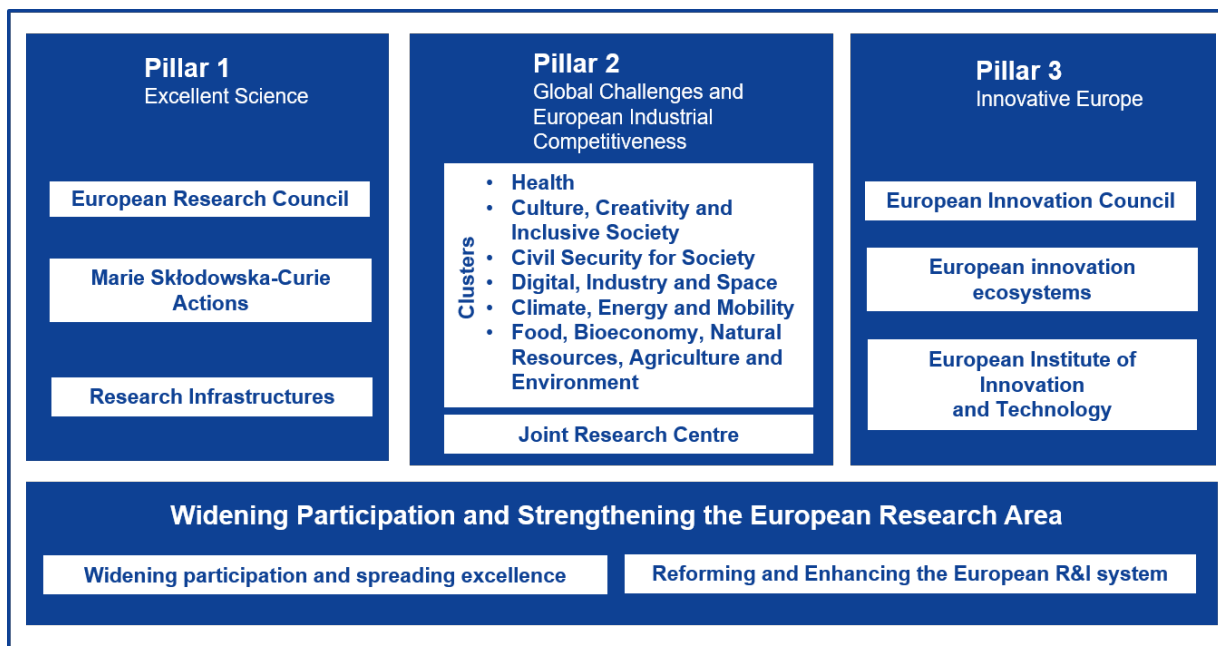 Pillar 1
Excellent Science
European Research Council
Marie Skłodowska-Curie
Actions
Research Infrastructures
Pillar 2
Global Challenges and
European Industrial
Competitiveness
Clusters
• Health
• Culture, Creativity and
Inclusive Society
• Civil Security for Society
• Digital, Industry and Space
• Climate, Energy and Mobility
• Food, Bioeconomy, Natural
Resources, Agriculture and
Environment
Joint Research Centre
Pillar 3
Innovative Europe
European Innovation Council
European innovation
ecosystems
European Institute of
Innovation
and Technology
Widening Participation and Strengthening the European Research Area
Widening participation and spreading excellence
Reforming and Enhancing the European R&I system